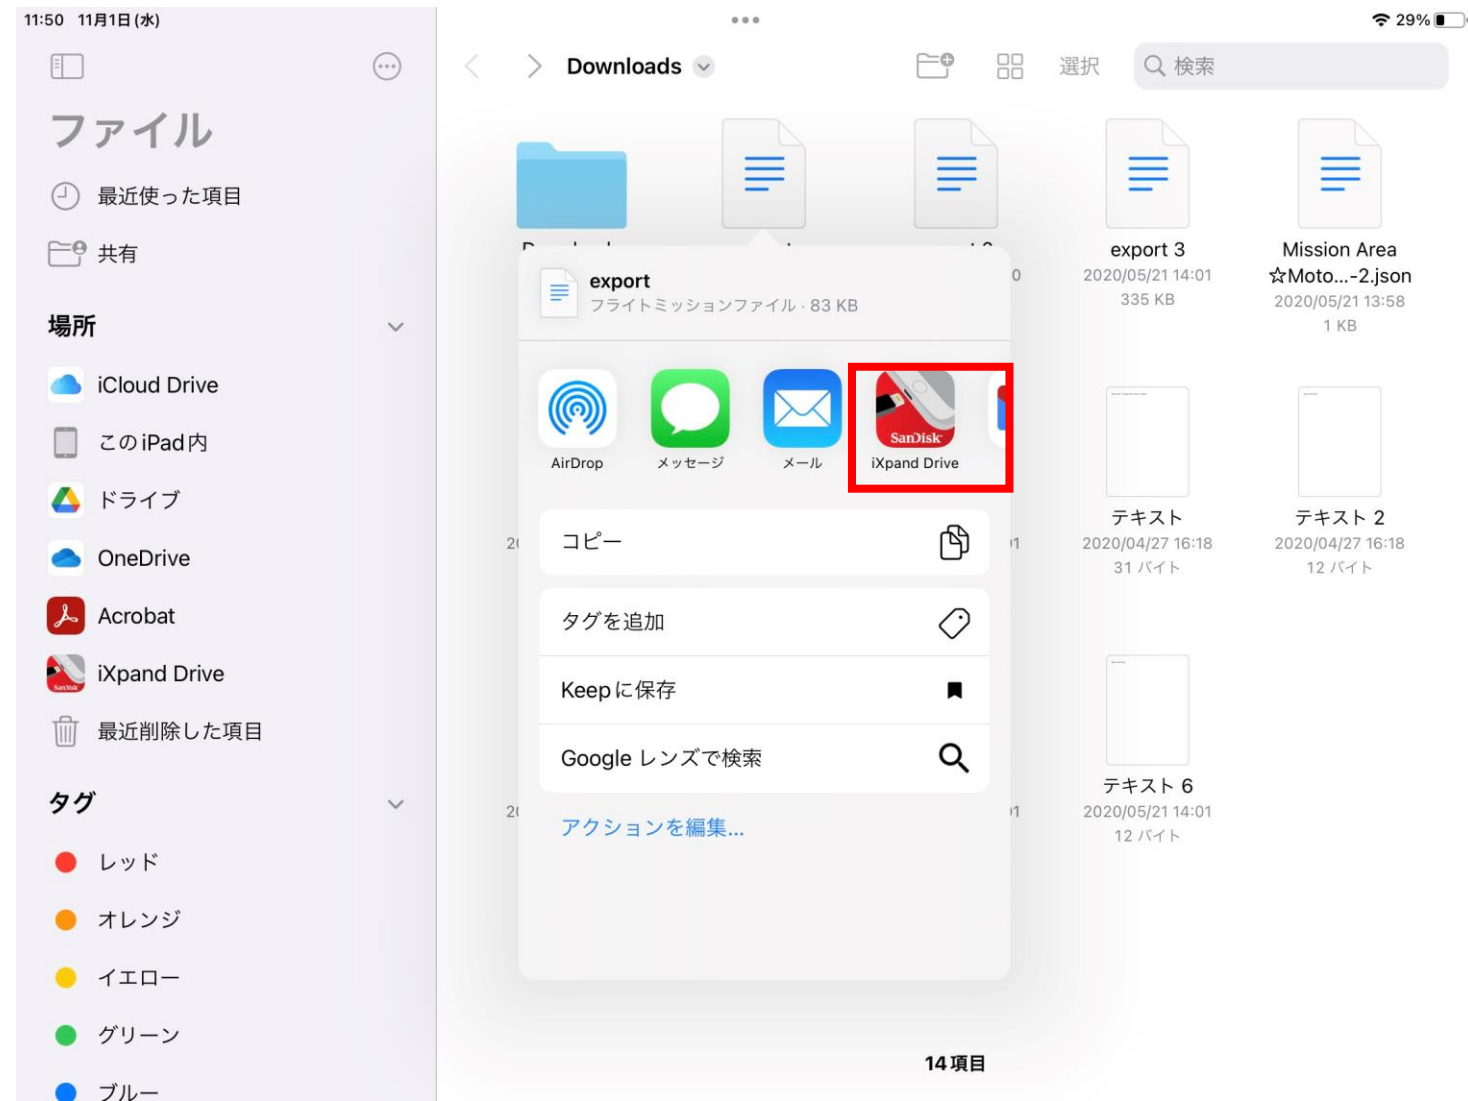 11:50 11月1日(水)
29%
Downloads
選択
検索
ファイル
最近使った項目
共有
場所
iCloud Drive
このiPad内
ドライブ
OneDrive
Acrobat
iXpand Drive
最近削除した項目
タグ
レッド
オレンジ
イエロー
グリーン
ブルー
export 3
2020/05/21 14:01
335 KB
Mission Area
☆Moto...-2.json
2020/05/21 13:58
1 KB
export
フライトミッションファイル · 83 KB
SanDisk
AirDrop
メッセージ
メール
iXpand Drive
コピー
タグを追加
Keepに保存
Google レンズで検索
アクションを編集...
テキスト
2020/04/27 16:18
31 バイト
テキスト 2
2020/04/27 16:18
12 バイト
テキスト 6
2020/05/21 14:01
12 バイト
14項目